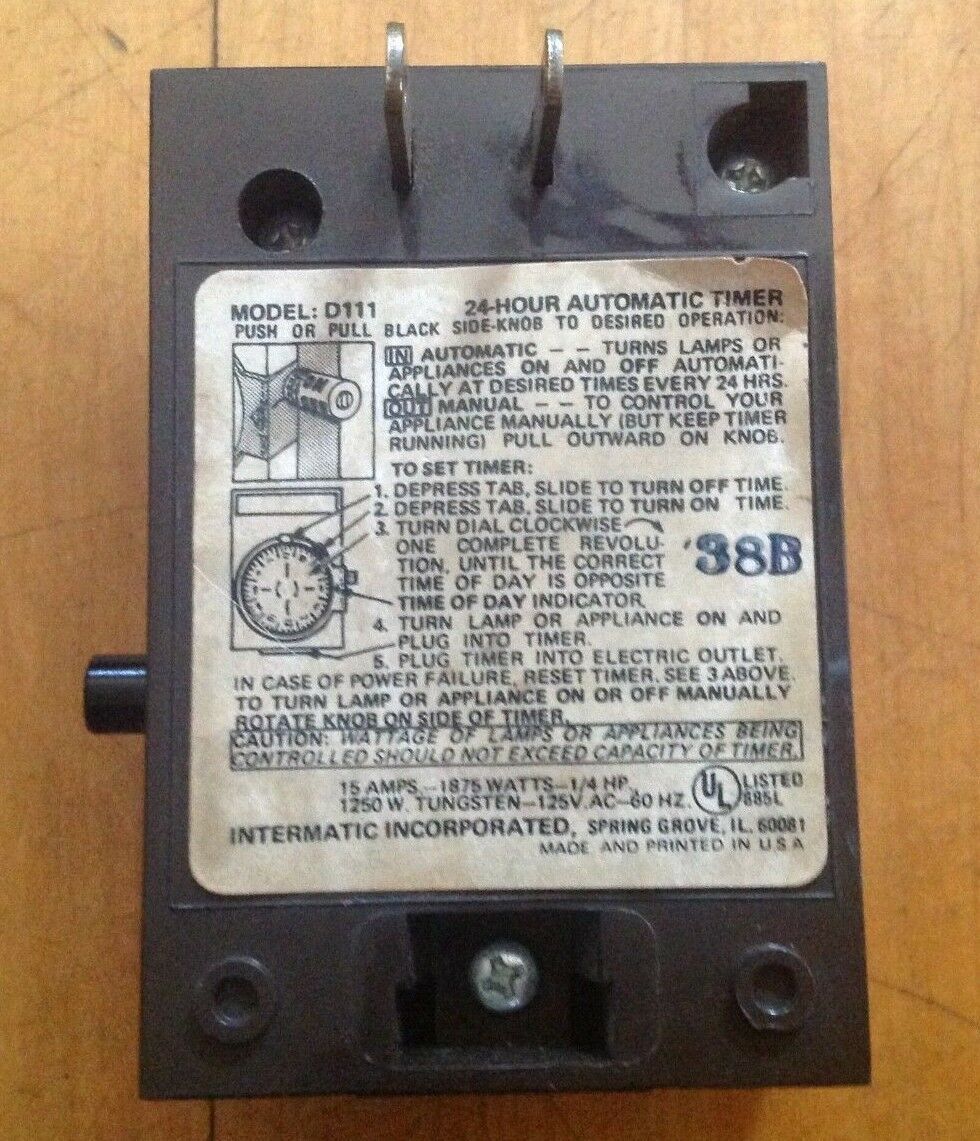 MODEL: D111 24-HOUR AUTOMATIC TIMER
PUSH OR PULL BLACK SIDE-KNOB TO DESIRED OPERATION:
IN AUTOMATIC – – TURNS LAMPS OR
APPLIANCES ON AND OFF AUTOMATI-
CALLY AT DESIRED TIMES EVERY 24 HRS.
OUT MANUAL – – TO CONTROL YOUR
APPLIANCE MANUALLY (BUT KEEP TIMER
RUNNING) PULL OUTWARD ON KNOB.
TO SET TIMER:
1. DEPRESS TAB, SLIDE TO TURN OFF TIME.
2. DEPRESS TAB, SLIDE TO TURN ON TIME.
3. TURN DIAL CLOCKWISE
ONE COMPLETE REVOLU-
TION, UNTIL THE CORRECT
TIME OF DAY IS OPPOSITE
TIME OF DAY INDICATOR.
38B
4. TURN LAMP OR APPLIANCE ON AND
PLUG INTO TIMER.
5. PLUG TIMER INTO ELECTRIC OUTLET.
IN CASE OF POWER FAILURE, RESET TIMER. SEE 3 ABOVE.
TO TURN LAMP OR APPLIANCE ON OR OFF MANUALLY
ROTATE KNOB ON SIDE OF TIMER.
CAUTION: WATTAGE OF LAMPS OR APPLIANCES BEING
CONTROLLED SHOULD NOT EXCEED CAPACITY OF TIMER.
15 AMPS.–1875 WATTS–1/4 HP.
1250 W. TUNGSTEN–125V. AC–60 HZ.
UL LISTED
885L
INTERMATIC INCORPORATED, SPRING GROVE, IL. 60081
MADE AND PRINTED IN U.S.A